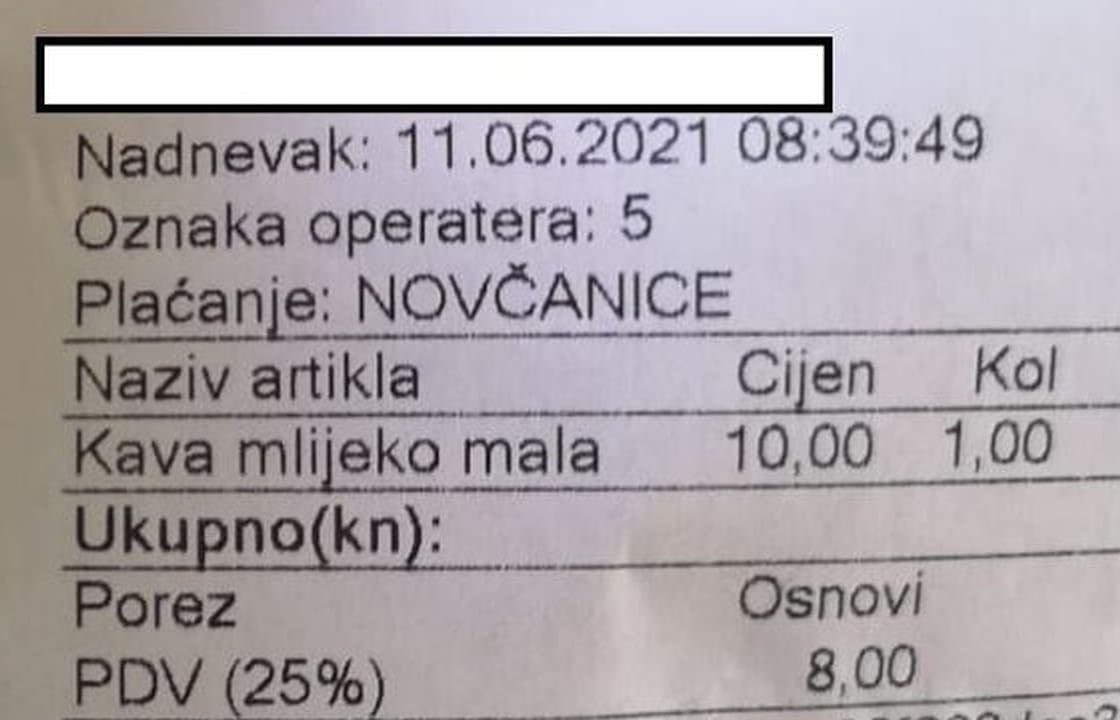 Nadnevak: 11.06.2021 08:39:49
Oznaka operatera: 5
Plaćanje: NOVČANICE
Naziv artikla Cijen Kol
Kava mlijeko mala 10,00 1,00
Ukupno(kn):
Porez Osnovi
PDV (25%) 8,00